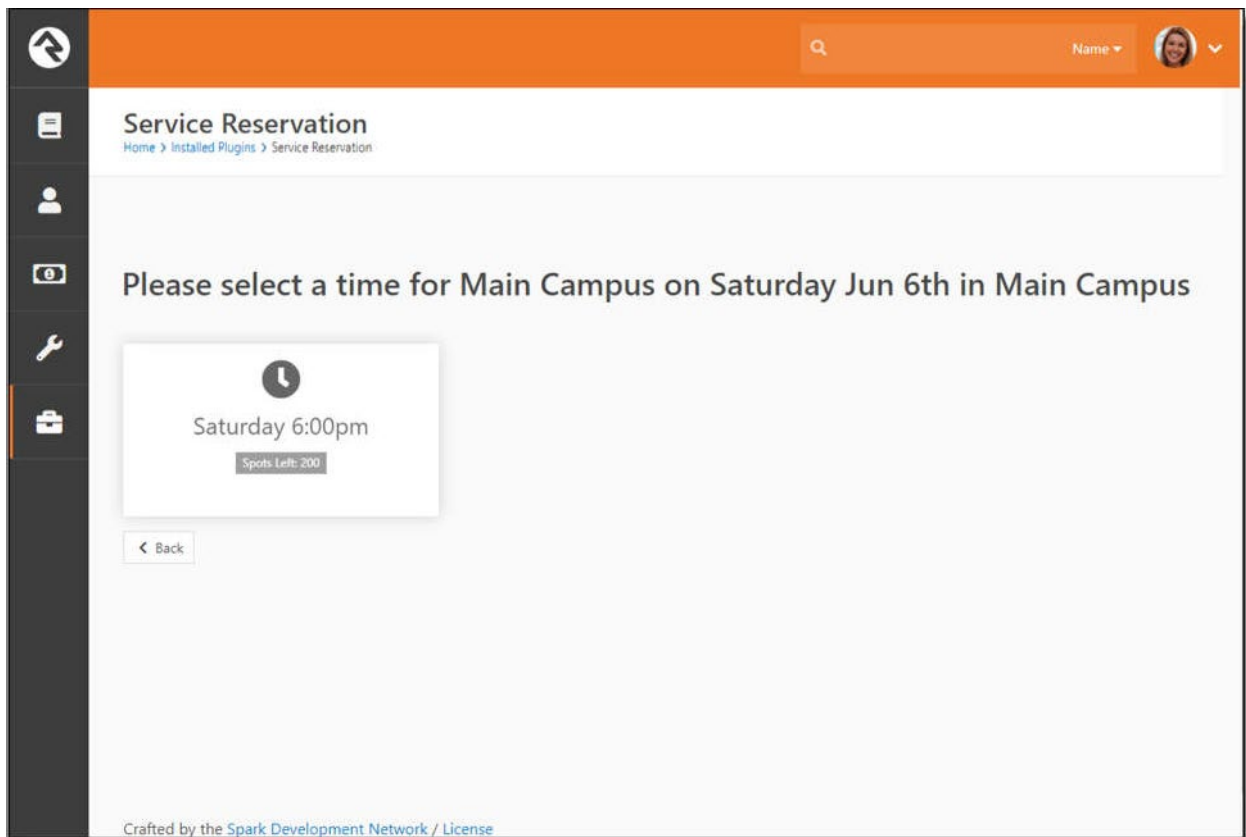 Name
Service Reservation
Home > Installed Plugins > Service Reservation
Please select a time for Main Campus on Saturday Jun 6th in Main Campus
Saturday 6:00pm
Spots Left: 200
Back
Crafted by the Spark Development Network / License